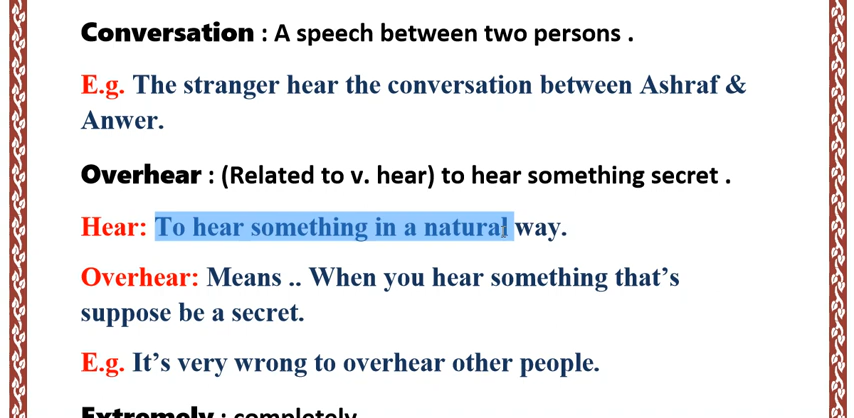 Conversation : A speech between two persons .
E.g. The stranger hear the conversation between Ashraf &
Anwer.
Overhear : (Related to v. hear) to hear something secret .
Hear: To hear something in a natural way.
Overhear: Means .. When you hear something that's
suppose be a secret.
E.g. It's very wrong to overhear other people.
Extremely : completely